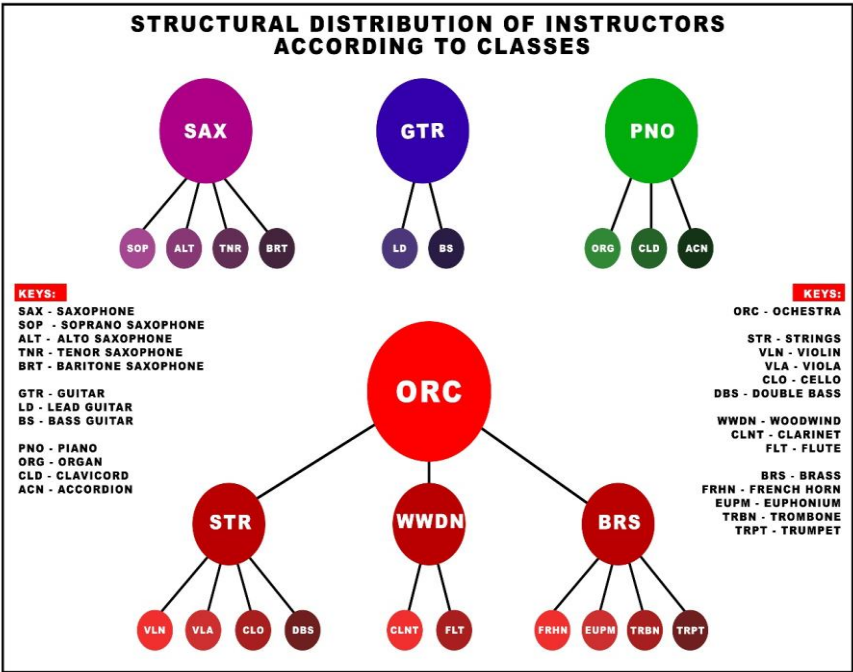 STRUCTURAL DISTRIBUTION OF INSTRUCTORS
ACCORDING TO CLASSES
SAX
GTR
PNO
SOP
ALT
TNR
BRT
LD
BS
ORG
CLD
ACN
KEYS:
SAX - SAXOPHONE
SOP - SOPRANO SAXOPHONE
ALT - ALTO SAXOPHONE
TNR - TENOR SAXOPHONE
BRT - BARITONE SAXOPHONE
GTR - GUITAR
LD - LEAD GUITAR
BS - BASS GUITAR
PNO - PIANO
ORG - ORGAN
CLD - CLAVICORD
ACN - ACCORDION
KEYS:
ORC - OCHESTRA
STR - STRINGS
VLN - VIOLIN
VLA - VIOLA
CLO - CELLO
DBS - DOUBLE BASS
WWDN - WOODWIND
CLNT - CLARINET
FLT - FLUTE
BRS - BRASS
FRHN - FRENCH HORN
EUPM - EUPHONIUM
TRBN - TROMBONE
TRPT - TRUMPET
ORC
STR
WWDN
BRS
VLN
VLA
CLO
DBS
CLNT
FLT
FRHN
EUPM
TRBN
TRPT